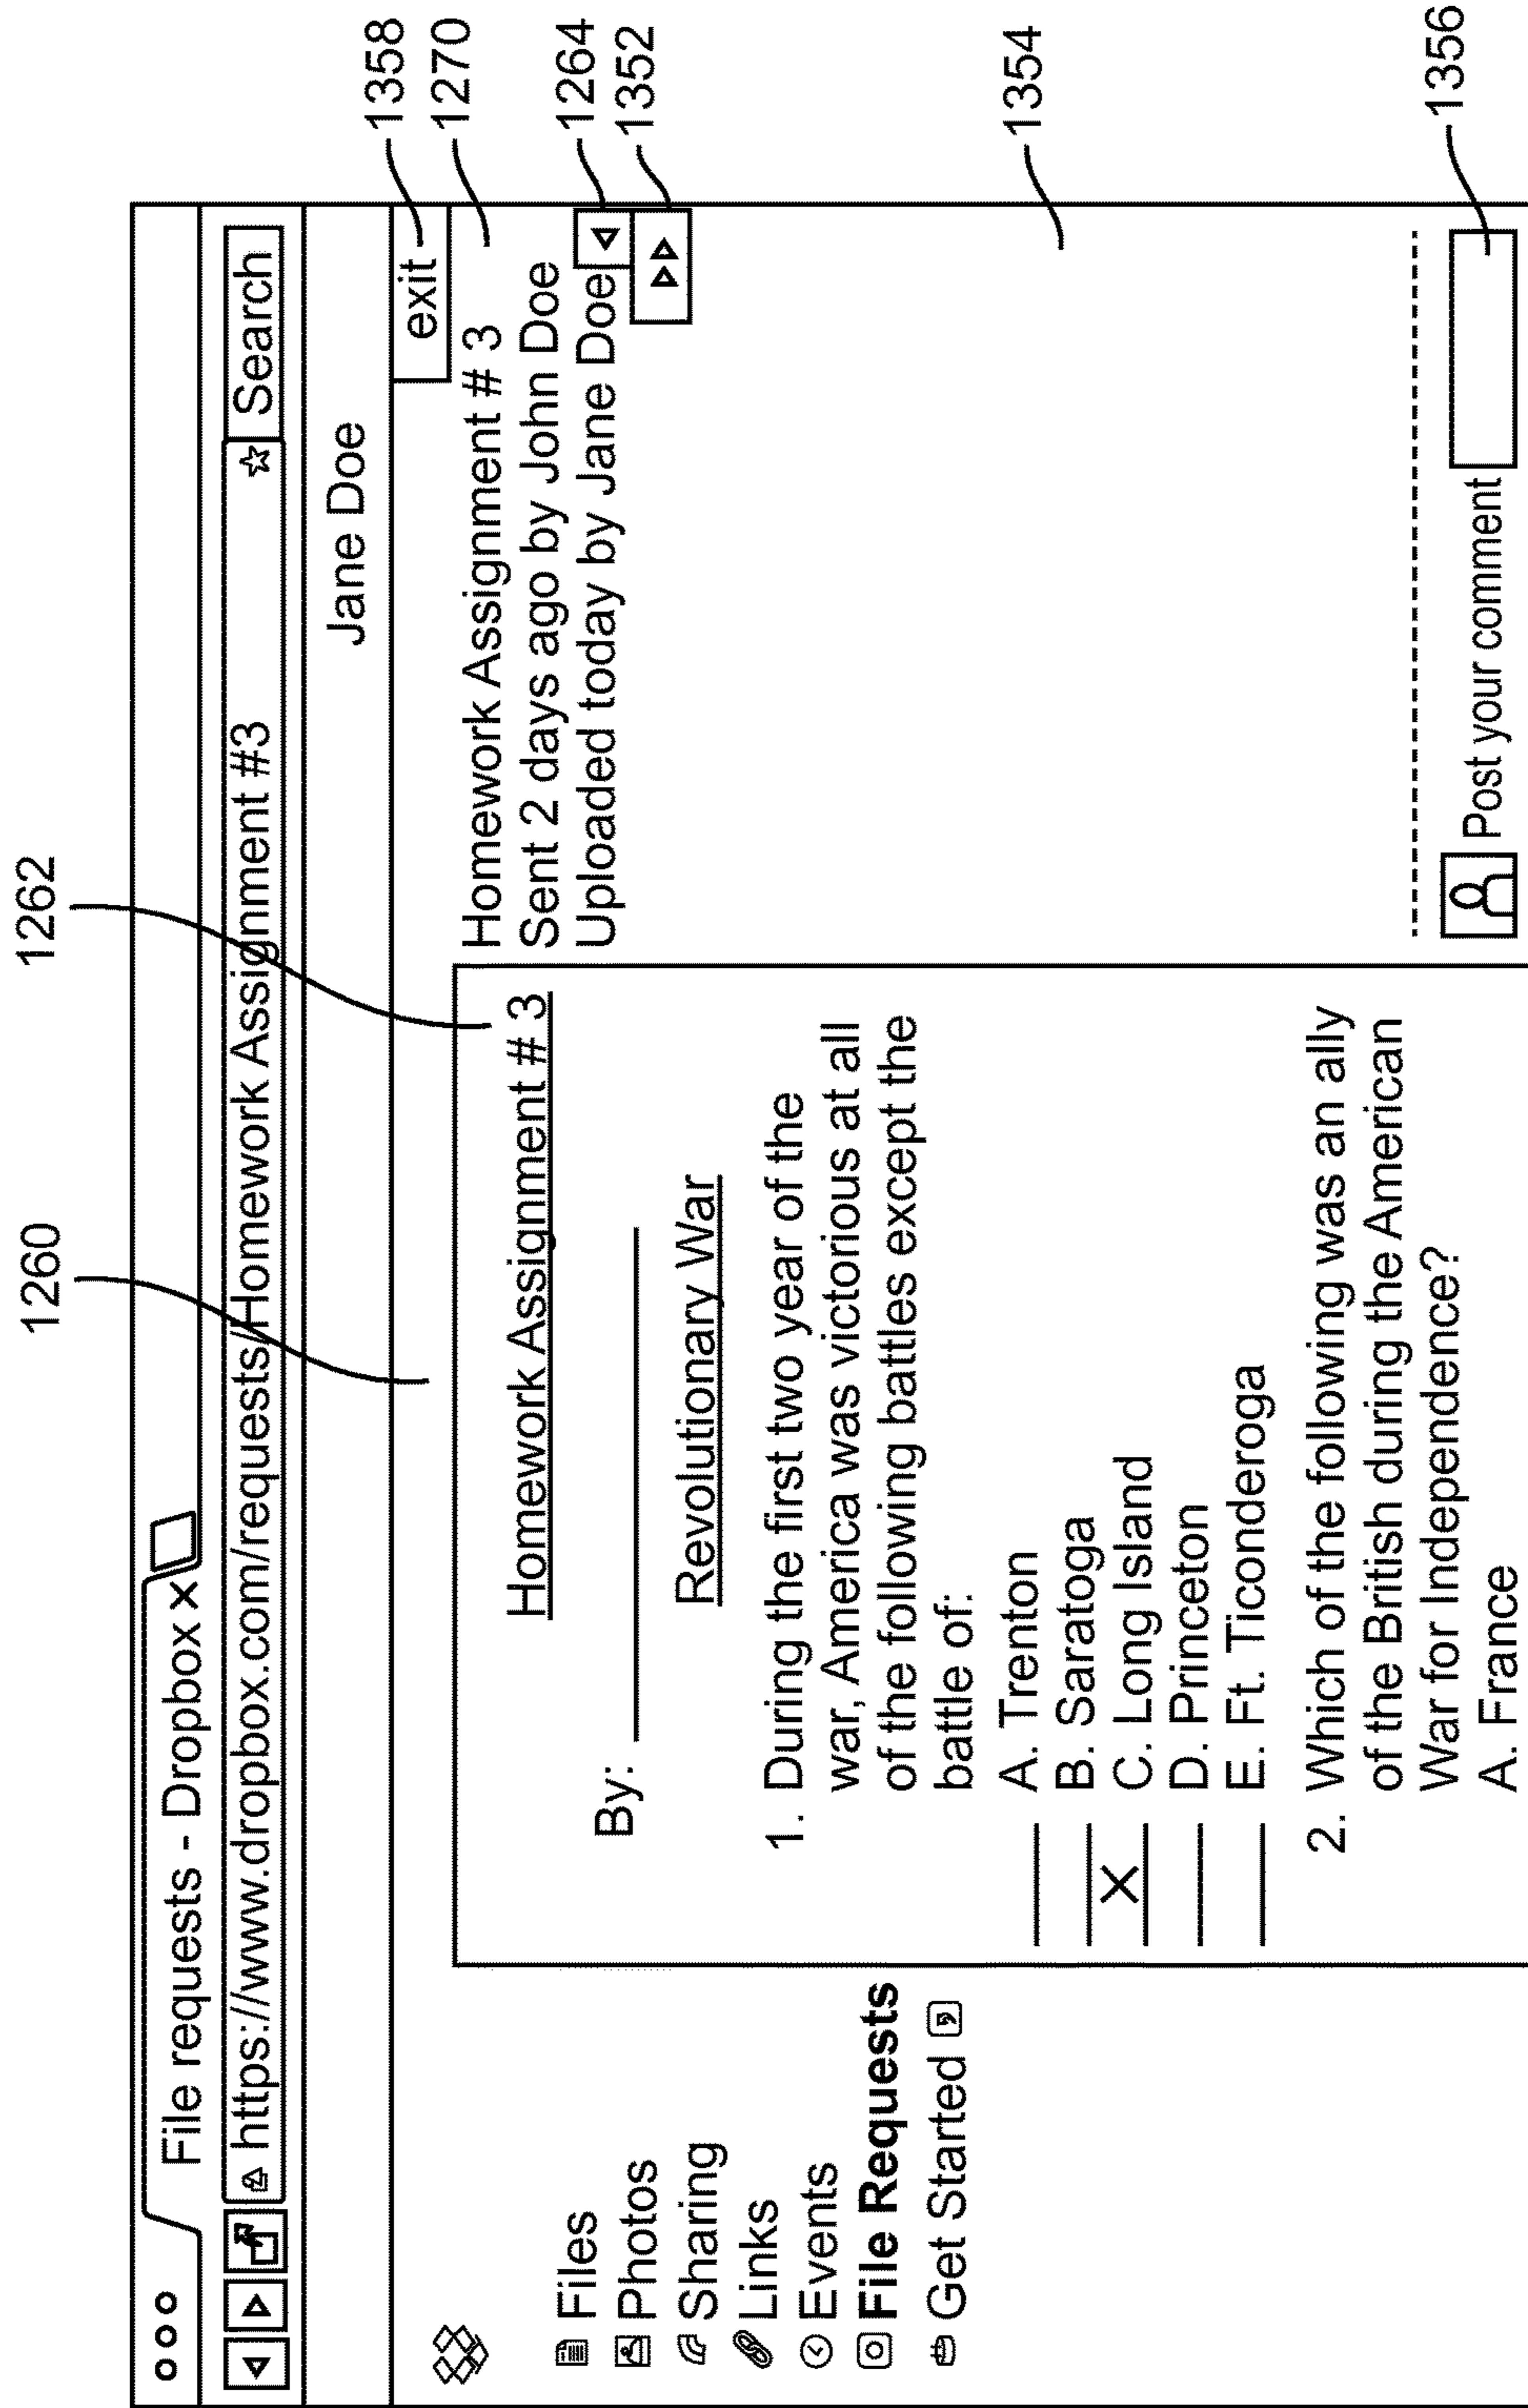 1260
1262
File requests - Dropbox X
https://www.dropbox.com/requests/Homework Assignment #3
Search
Jane Doe
exit
1358
1270
1264
1352
1354
1356
Files
Photos
Sharing
Links
Events
File Requests
Get Started
Homework Assignment # 3
By:
Revolutionary War
1. During the first two year of the
war, America was victorious at all
of the following battles except the
battle of:
A. Trenton
B. Saratoga
X C. Long Island
D. Princeton
E. Ft. Ticonderoga
2. Which of the following was an ally
of the British during the American
War for Independence?
A. France
Homework Assignment # 3
Sent 2 days ago by John Doe
Uploaded today by Jane Doe
Post your comment